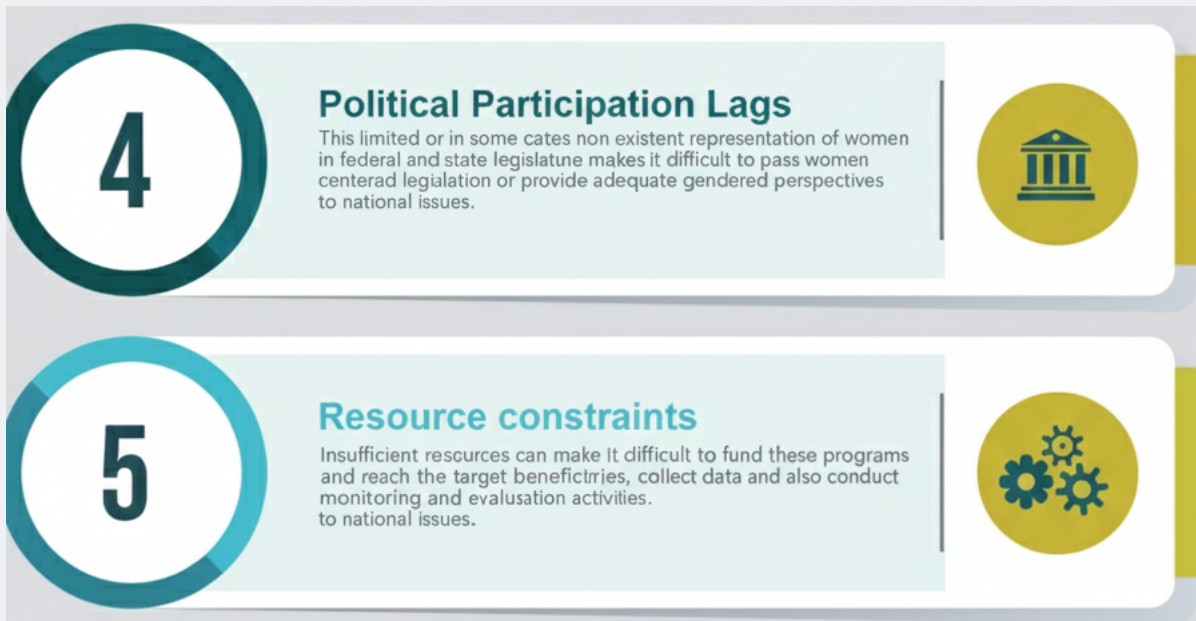 4
Political Participation Lags
This limited or in some cates non existent representation of women
in federal and state legislatune makes it difficult to pass women
centerad legialation or provide adequate gendered perspectives
to national issues.
5
Resource constraints
Insufficient rescurces can make It difficult to fund these programs
and reach the target benefictrries, collect data and also conduct
monitoring and evalusation activities.
to national issues.